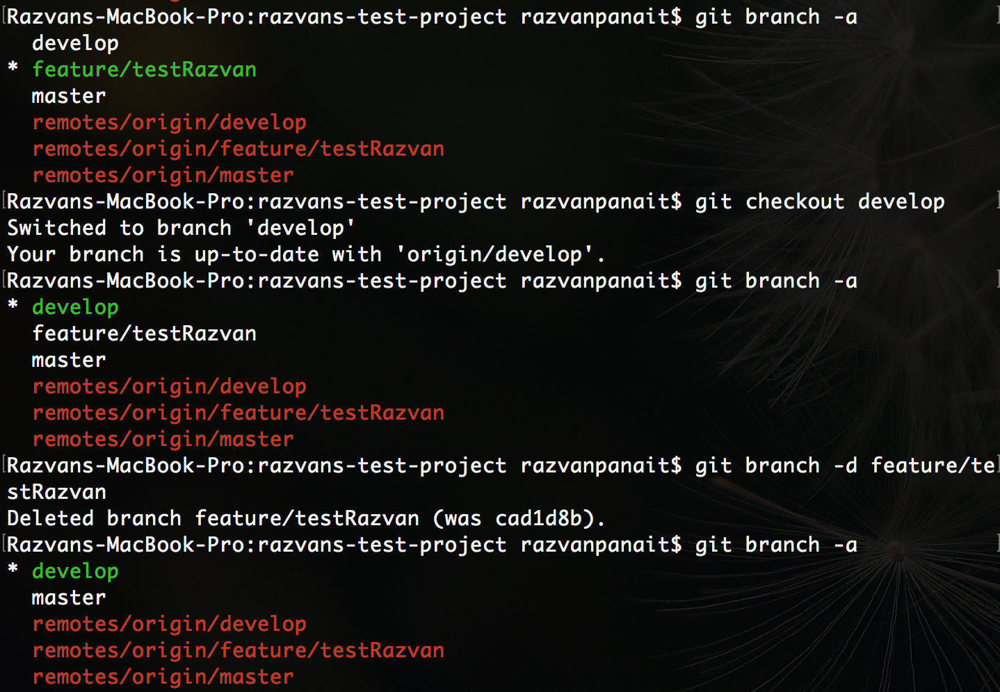 Razvans-MacBook-Pro:razvans-test-project razvanpanait$ git branch -a
  develop
* feature/testRazvan
  master
  remotes/origin/develop
  remotes/origin/feature/testRazvan
  remotes/origin/master
Razvans-MacBook-Pro:razvans-test-project razvanpanait$ git checkout develop
Switched to branch 'develop'
Your branch is up-to-date with 'origin/develop'.
Razvans-MacBook-Pro:razvans-test-project razvanpanait$ git branch -a
* develop
  feature/testRazvan
  master
  remotes/origin/develop
  remotes/origin/feature/testRazvan
  remotes/origin/master
Razvans-MacBook-Pro:razvans-test-project razvanpanait$ git branch -d feature/te
stRazvan
Deleted branch feature/testRazvan (was cad1d8b).
Razvans-MacBook-Pro:razvans-test-project razvanpanait$ git branch -a
* develop
  master
  remotes/origin/develop
  remotes/origin/feature/testRazvan
  remotes/origin/master